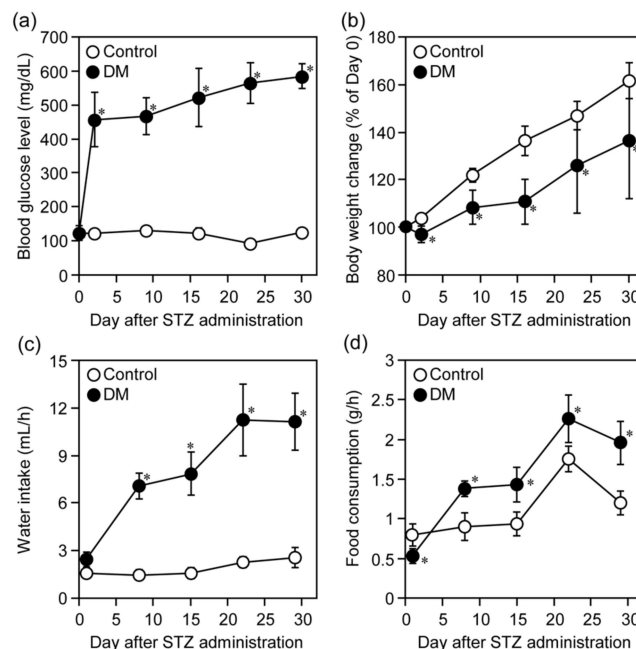 (a)
Control
DM
Blood glucose level (mg/dL)
700
600
500
400
300
200
100
0
* * * * *
0 5 10 15 20 25 30
Day after STZ administration
(b)
Control
DM
Body weight change (% of Day 0)
180
160
140
120
100
80
* * * * *
0 5 10 15 20 25 30
Day after STZ administration
(c)
Control
DM
Water intake (mL/h)
15
12
9
6
3
0
* * * *
0 5 10 15 20 25 30
Day after STZ administration
(d)
Control
DM
Food consumption (g/h)
3
2.5
2
1.5
1
0.5
0
* * * * *
0 5 10 15 20 25 30
Day after STZ administration